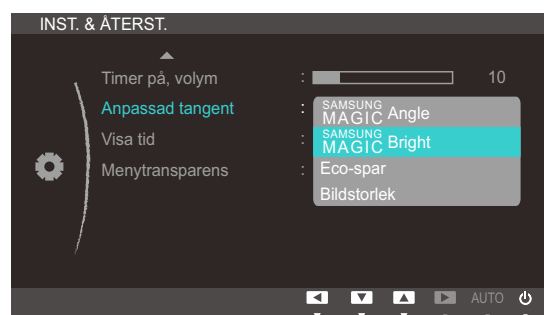 INST. & ÅTERST.
Timer på, volym : 10
Anpassad tangent : SAMSUNG MAGIC Angle
Visa tid : SAMSUNG MAGIC Bright
Menytransparens : Eco-spar
Bildstorlek
AUTO